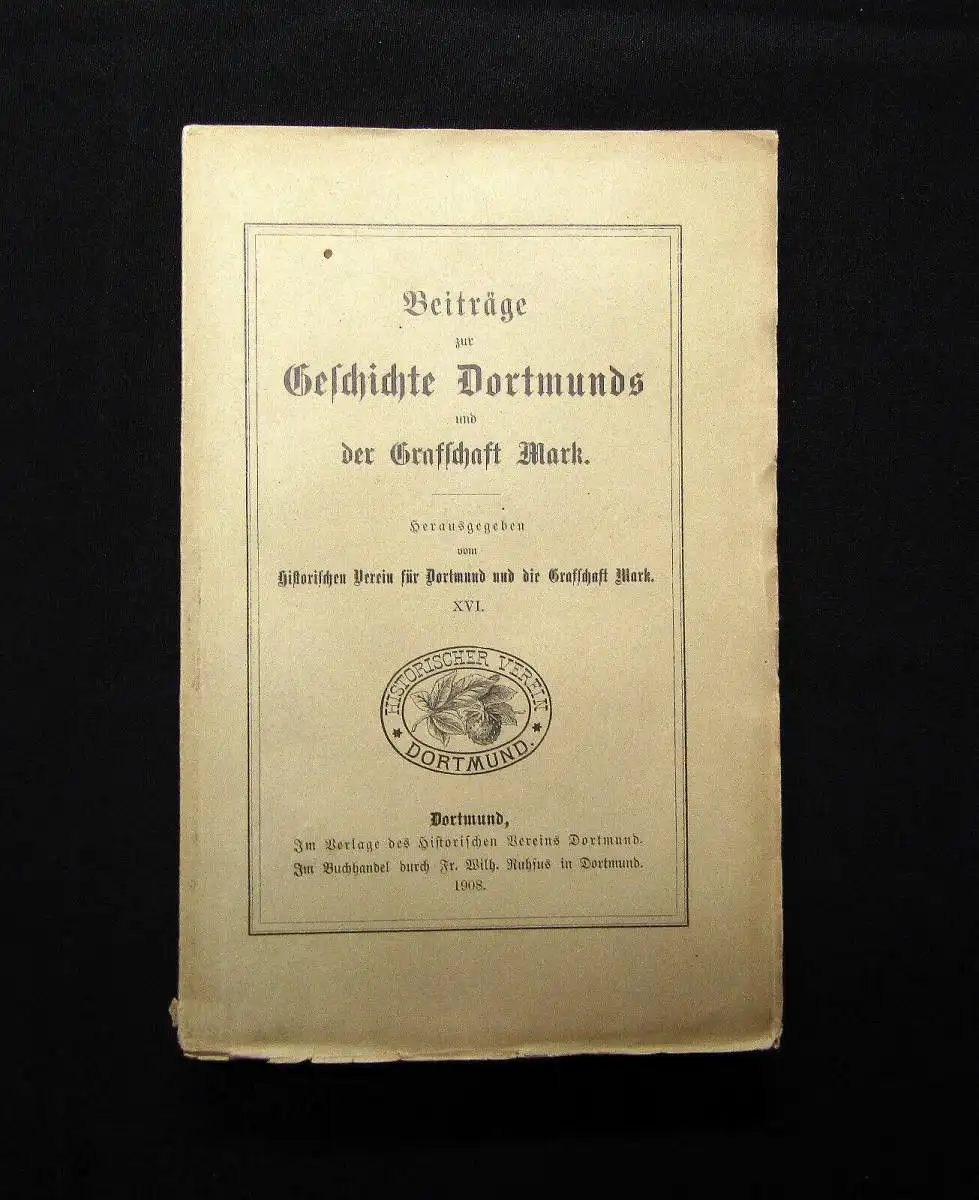 Beiträge
zur
Geſchichte Dortmunds
und
der Grafſchaft Mark.
Herausgegeben
vom
Hiſtoriſchen Verein für Dortmund und die Grafſchaft Mark.
XVI.
HISTORISCHER VEREIN
* DORTMUND. *
Dortmund,
Im Verlage des Hiſtoriſchen Vereins Dortmund.
Im Buchhandel durch Fr. Wilh. Ruhfus in Dortmund.
1908.